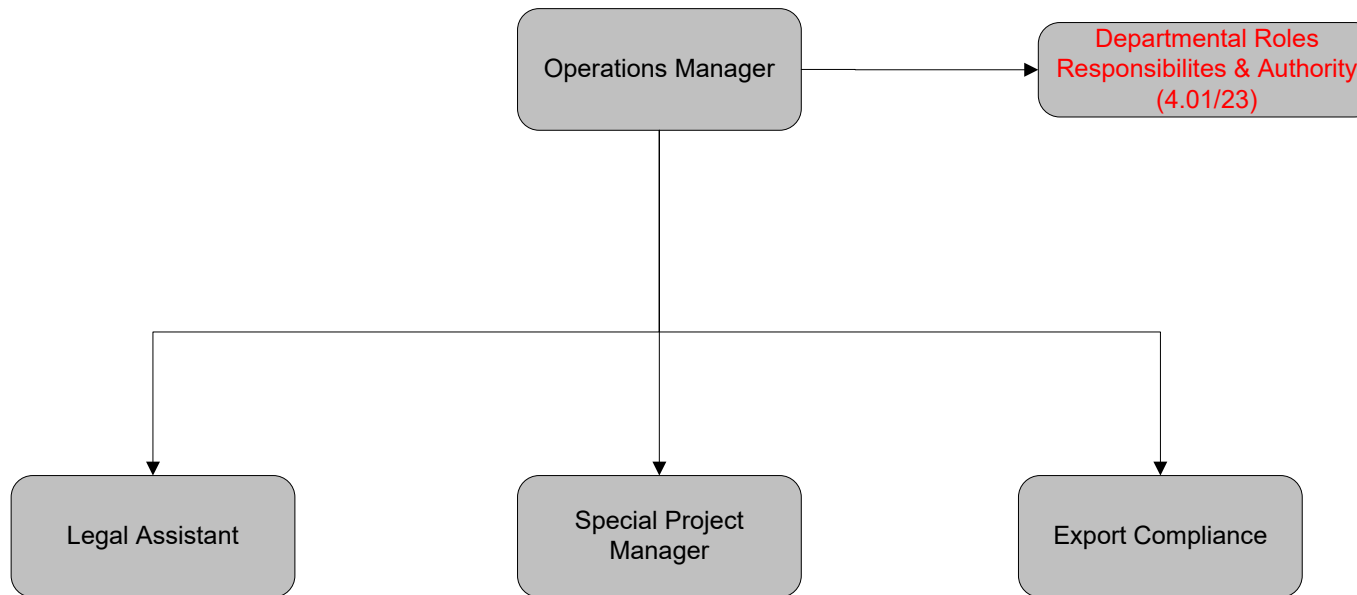 Operations Manager
Departmental Roles
Responsibilites & Authority
(4.01/23)
Legal Assistant
Special Project
Manager
Export Compliance